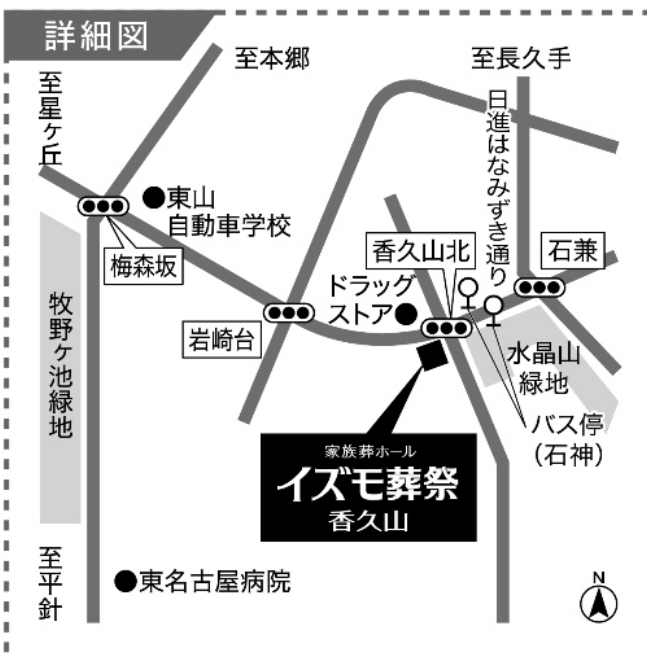 詳細図
至本郷
至長久手
至星ヶ丘
日進はなみずき通り
東山
自動車学校
梅森坂
香久山北
石兼
ドラッグ
ストア
岩崎台
水晶山
緑地
牧野ヶ池緑地
バス停
(石神)
家族葬ホール
イズモ葬祭
香久山
至平針
東名古屋病院
N